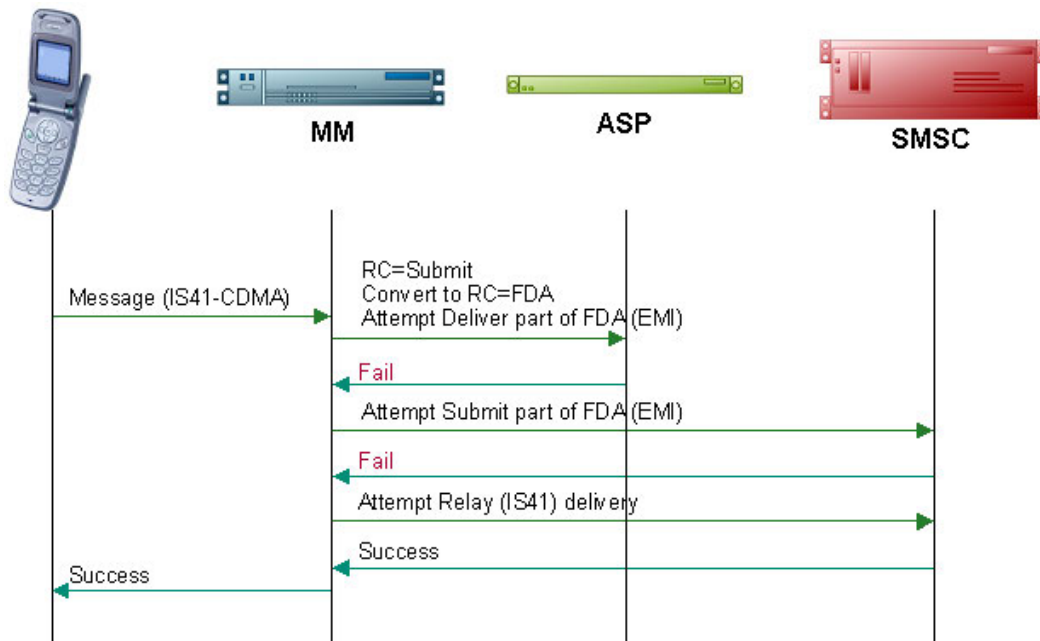 MM
ASP
SMSC
RC=Submit
Convert to RC=FDA
Message (IS41-CDMA)
Attempt Deliver part of FDA (EMI)
Fail
Attempt Submit part of FDA (EMI)
Fail
Attempt Relay (IS41) delivery
Success
Success